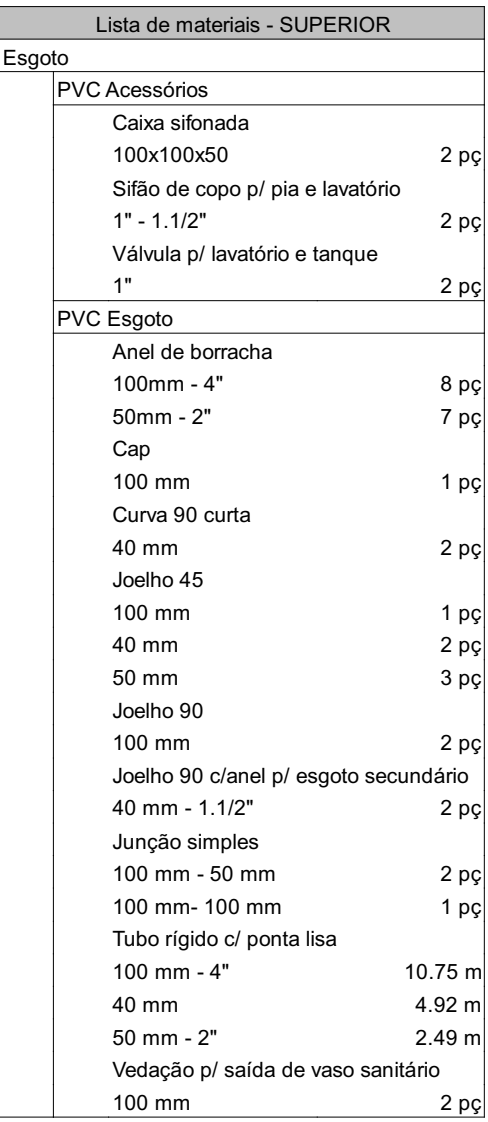 Lista de materiais - SUPERIOR
Esgoto
PVC Acessórios
Caixa sifonada
100x100x50 2 pç
Sifão de copo p/ pia e lavatório
1" - 1.1/2" 2 pç
Válvula p/ lavatório e tanque
1" 2 pç
PVC Esgoto
Anel de borracha
100mm - 4" 8 pç
50mm - 2" 7 pç
Cap
100 mm 1 pç
Curva 90 curta
40 mm 2 pç
Joelho 45
100 mm 1 pç
40 mm 2 pç
50 mm 3 pç
Joelho 90
100 mm 2 pç
Joelho 90 c/anel p/ esgoto secundário
40 mm - 1.1/2" 2 pç
Junção simples
100 mm - 50 mm 2 pç
100 mm- 100 mm 1 pç
Tubo rígido c/ ponta lisa
100 mm - 4" 10.75 m
40 mm 4.92 m
50 mm - 2" 2.49 m
Vedação p/ saída de vaso sanitário
100 mm 2 pç